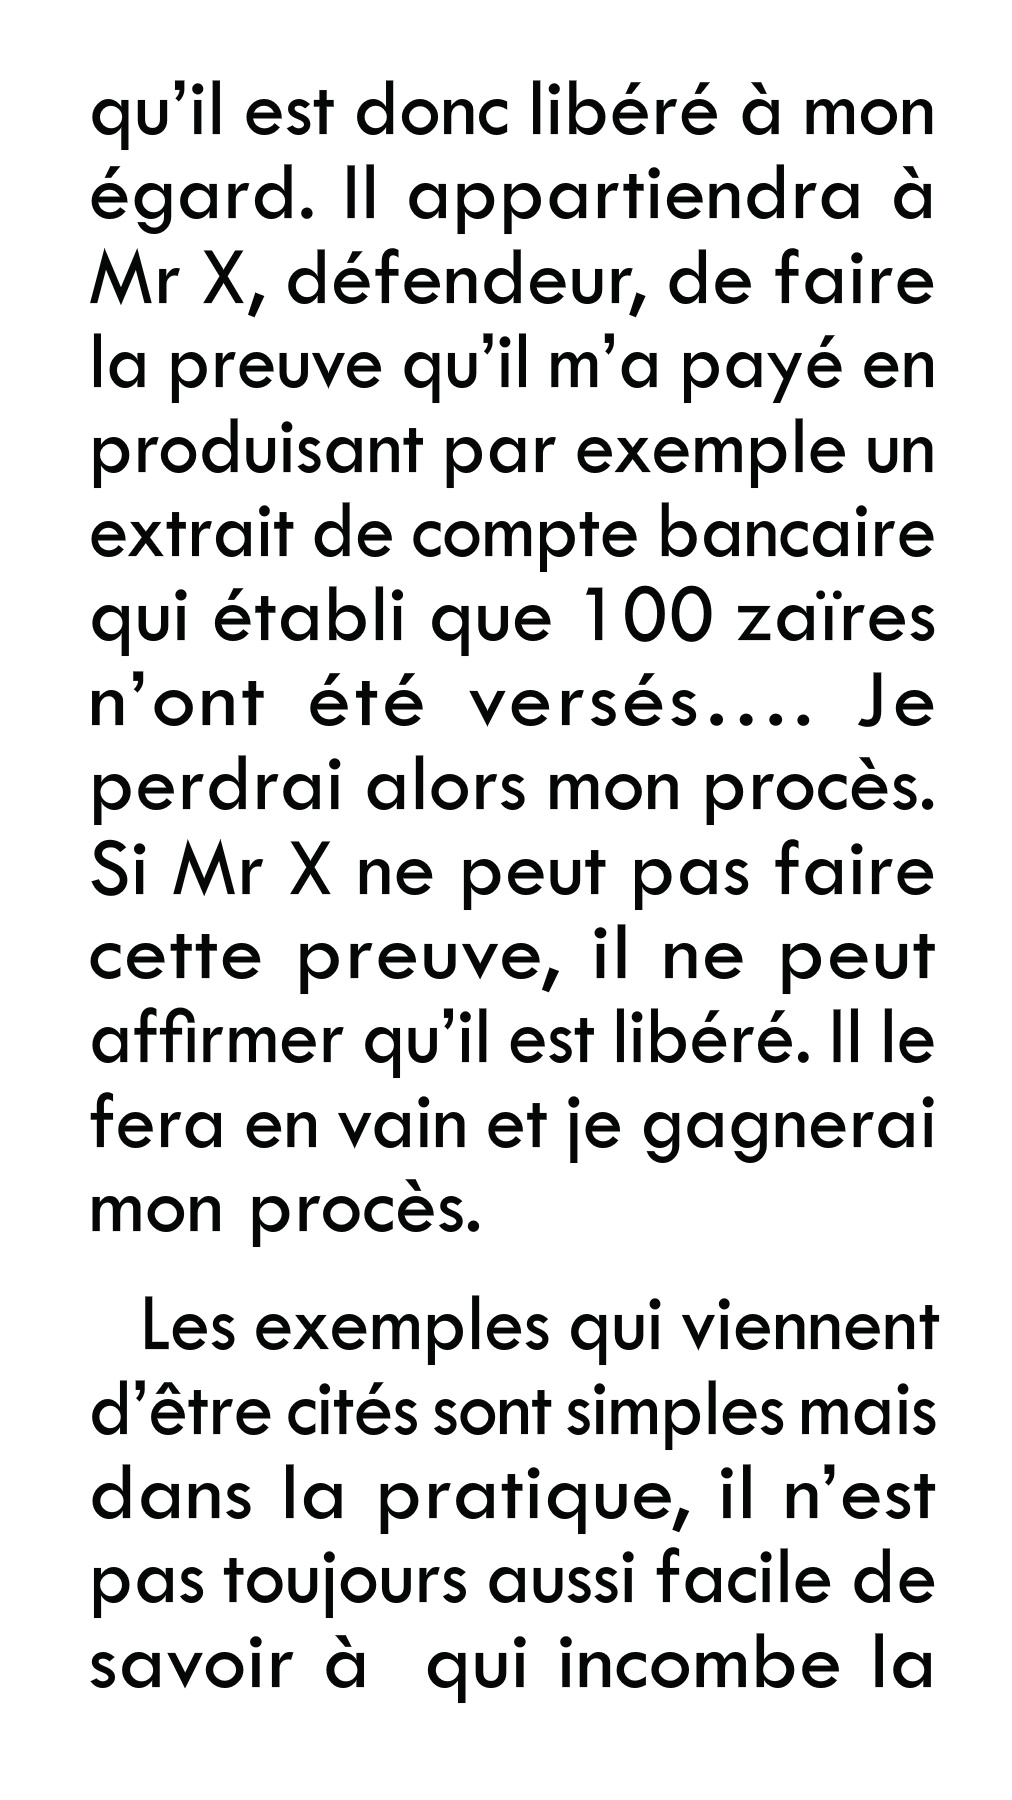 qu’il est donc libéré à mon
égard. Il appartiendra à
Mr X, défendeur, de faire
la preuve qu’il m’a payé en
produisant par exemple un
extrait de compte bancaire
qui établi que 100 zaïres
n’ont été versés.... Je
perdrai alors mon procès.
Si Mr X ne peut pas faire
cette preuve, il ne peut
affirmer qu’il est libéré. Il le
fera en vain et je gagnerai
mon procès.
Les exemples qui viennent
d’être cités sont simples mais
dans la pratique, il n’est
pas toujours aussi facile de
savoir à qui incombe la